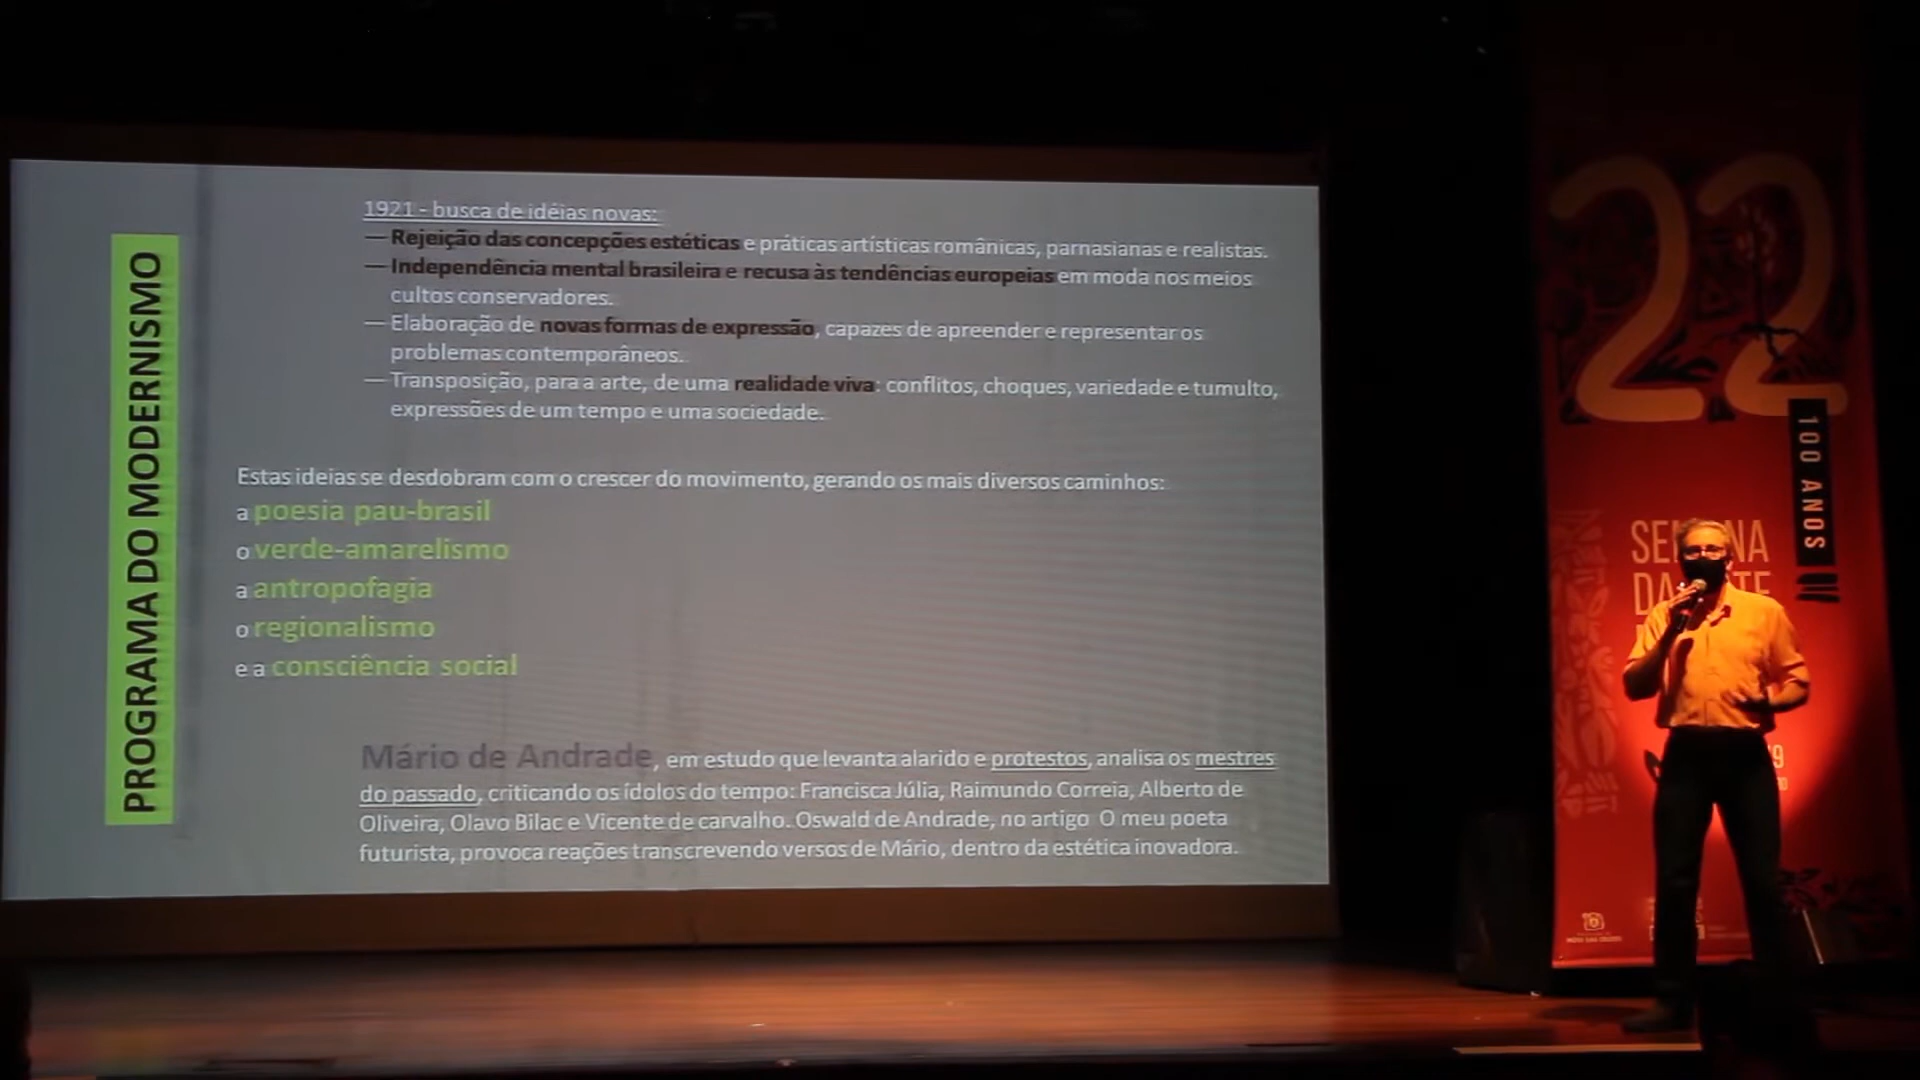 PROGRAMA DO MODERNISMO
1921 - busca de idéias novas:
— Rejeição das concepções estéticas e práticas artísticas românicas, parnasianas e realistas.
— Independência mental brasileira e recusa às tendências europeias em moda nos meios
cultos conservadores.
— Elaboração de novas formas de expressão, capazes de apreender e representar os
problemas contemporâneos.
— Transposição, para a arte, de uma realidade viva: conflitos, choques, variedade e tumulto,
expressões de um tempo e uma sociedade.
Estas ideias se desdobram com o crescer do movimento, gerando os mais diversos caminhos:
a poesia pau-brasil
o verde-amarelismo
a antropofagia
o regionalismo
e a consciência social
Mário de Andrade, em estudo que levanta alarido e protestos, analisa os mestres
do passado, criticando os ídolos do tempo: Francisca Júlia, Raimundo Correia, Alberto de
Oliveira, Olavo Bilac e Vicente de carvalho. Oswald de Andrade, no artigo O meu poeta
futurista, provoca reações transcrevendo versos de Mário, dentro da estética inovadora.
22
100 ANOS